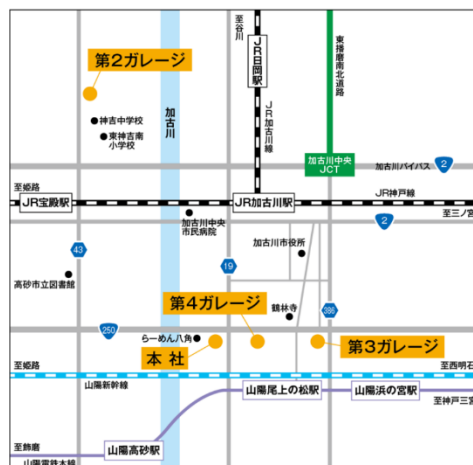 至谷川
JR日岡駅
JR加古川線
東播磨南北道路
第2ガレージ
神吉中学校
東神吉南
小学校
加古川
加古川中央
JCT
加古川バイパス
2
至姫路
JR神戸線
JR宝殿駅
JR加古川駅
至三ノ宮
加古川中央
市民病院
2
加古川市役所
43
19
高砂市立図書館
鶴林寺
386
第4ガレージ
250
らーめん八角
本社
第3ガレージ
至姫路
至西明石
山陽新幹線
山陽尾上の松駅
山陽浜の宮駅
至神戸三宮
至飾磨
山陽高砂駅
山陽電鉄本線